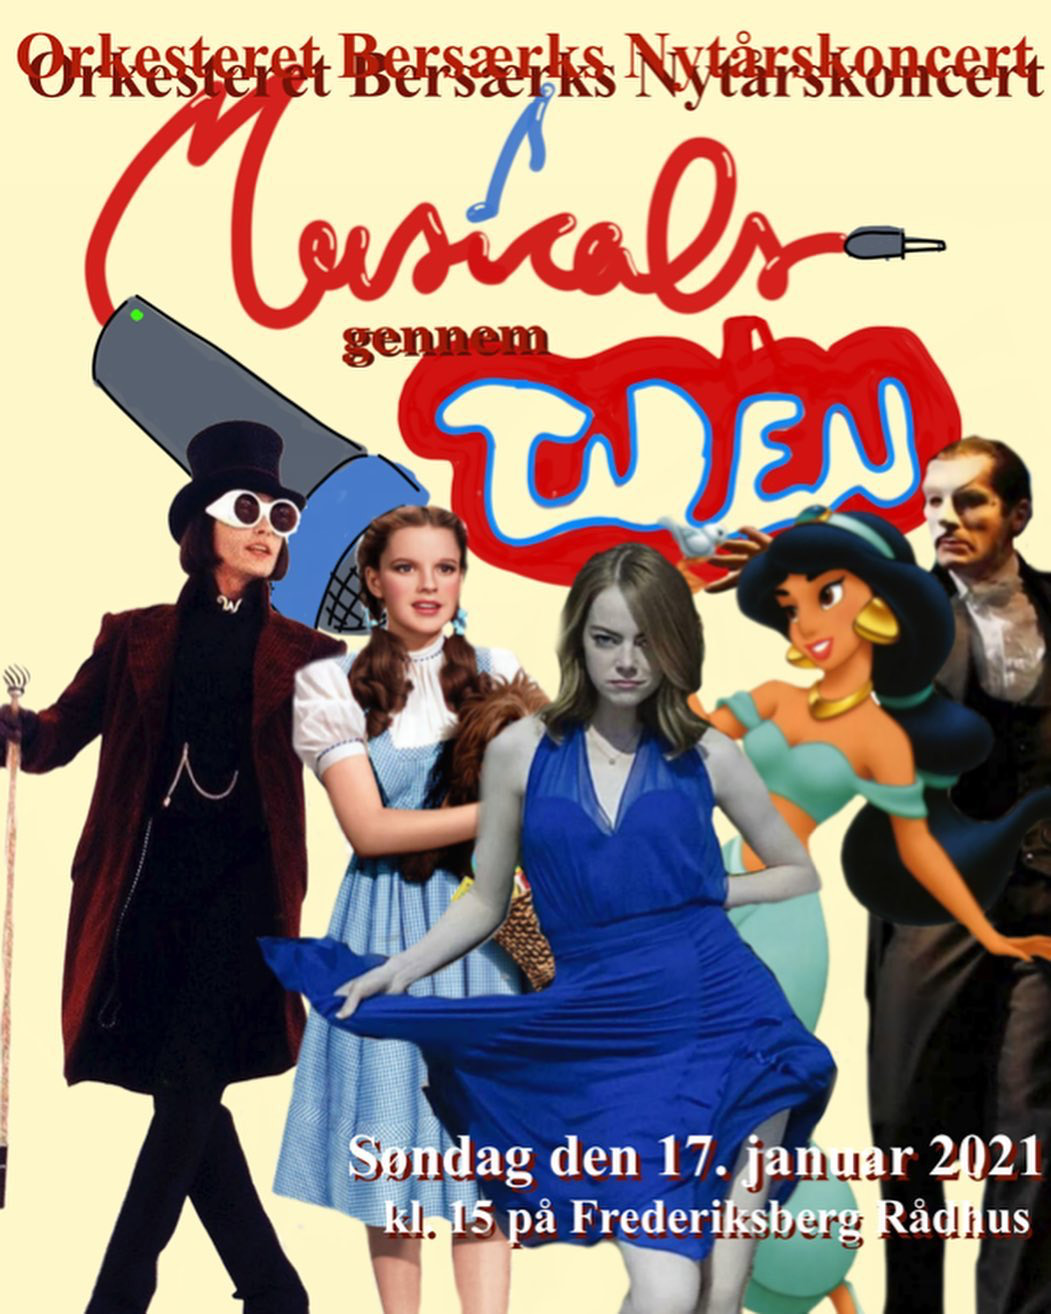 Orkesteret Bersærks Nytårskoncert
Musicals
gennem
TIDEN
W
Søndag den 17. januar 2021
kl. 15 på Frederiksberg Rådhus